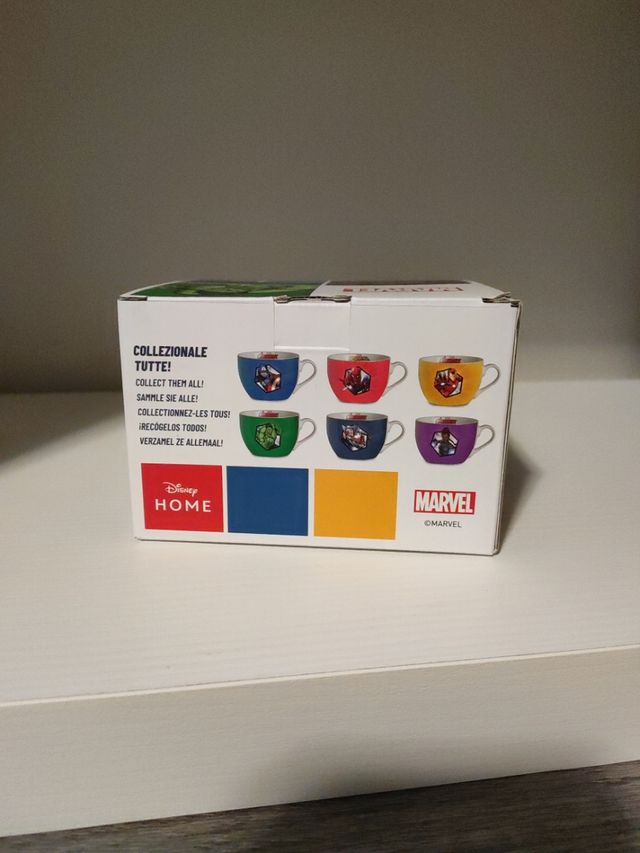 COLLEZIONALE
TUTTE!
COLLECT THEM ALL!
SAMMLE SIE ALLE!
COLLECTIONNEZ-LES TOUS!
¡RECÓGELOS TODOS!
VERZAMEL ZE ALLEMAAL!
Disney
HOME
MARVEL
©MARVEL